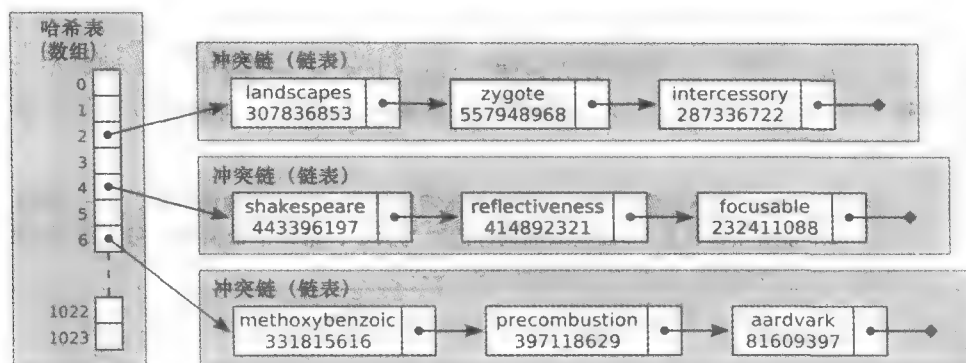 哈希表
(数组)
0
1
2
3
4
5
6
1022
1023
冲突链（链表）
landscapes
307836853
zygote
557948968
intercessory
287336722
冲突链（链表）
shakespeare
443396197
reflectiveness
414892321
focusable
232411088
冲突链（链表）
methoxybenzoic
331815616
precombustion
397118629
aardvark
81609397